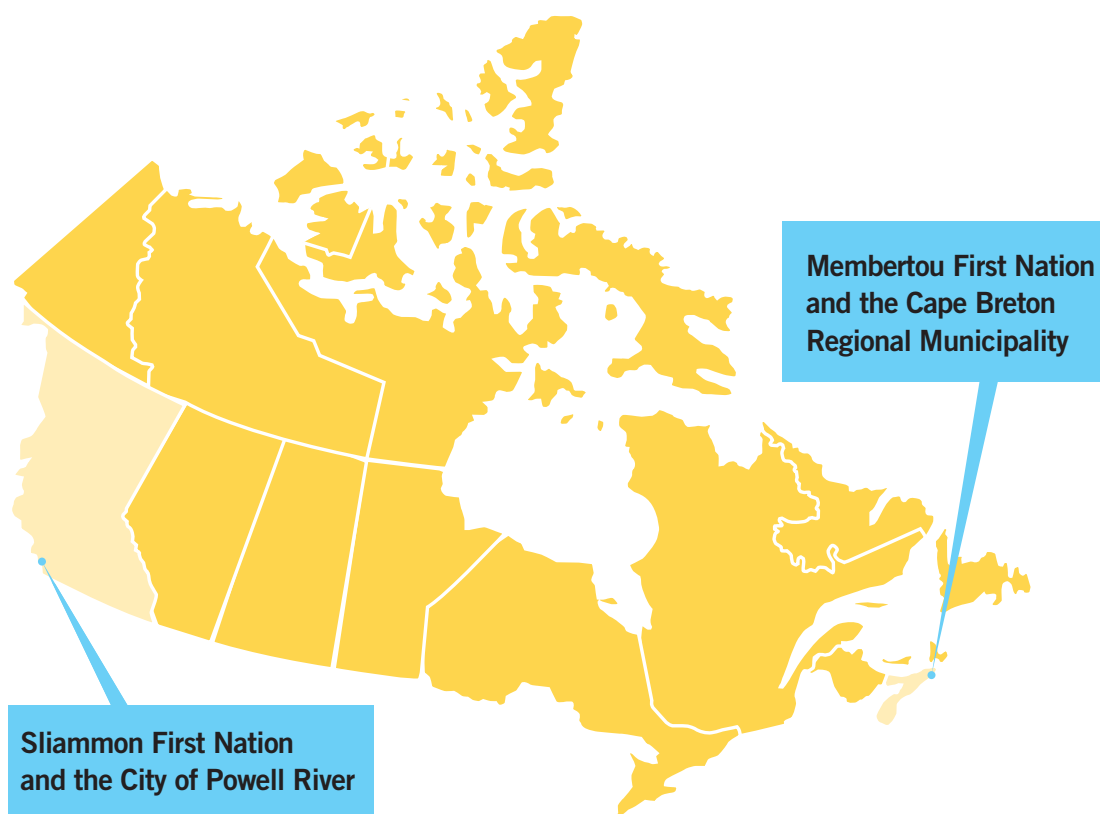 Membertou First Nation
and the Cape Breton
Regional Municipality
Sliammon First Nation
and the City of Powell River